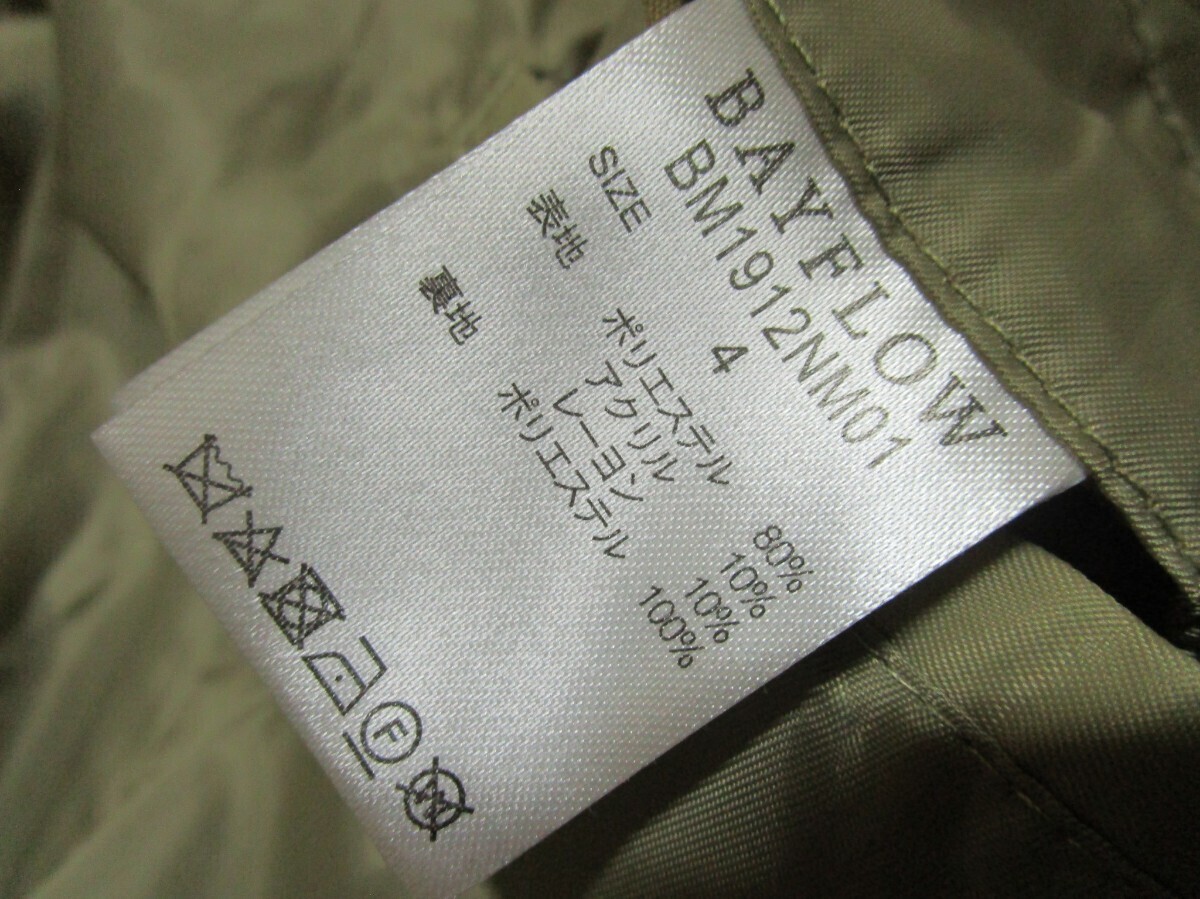 BAYFLOW
BM1912NM01
SIZE 4
表地 ポリエステル 80%
アクリル 10%
レーヨン 10%
裏地 ポリエステル 100%
F
W